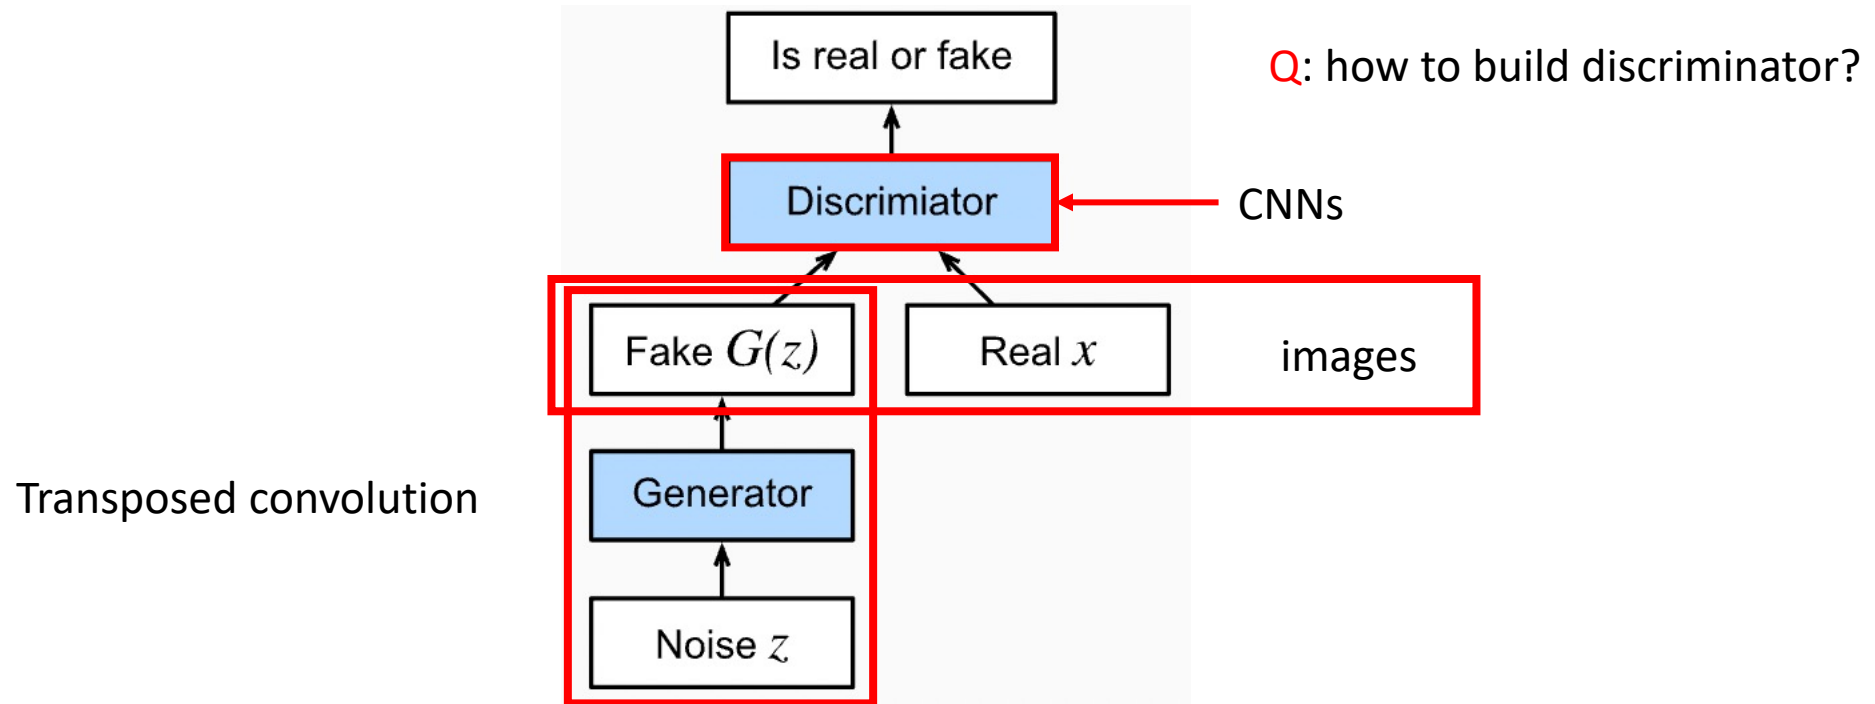 Is real or fake
Q: how to build discriminator?
Discrimiator
CNNs
Fake G(z)
Real x
images
Generator
Transposed convolution
Noise z